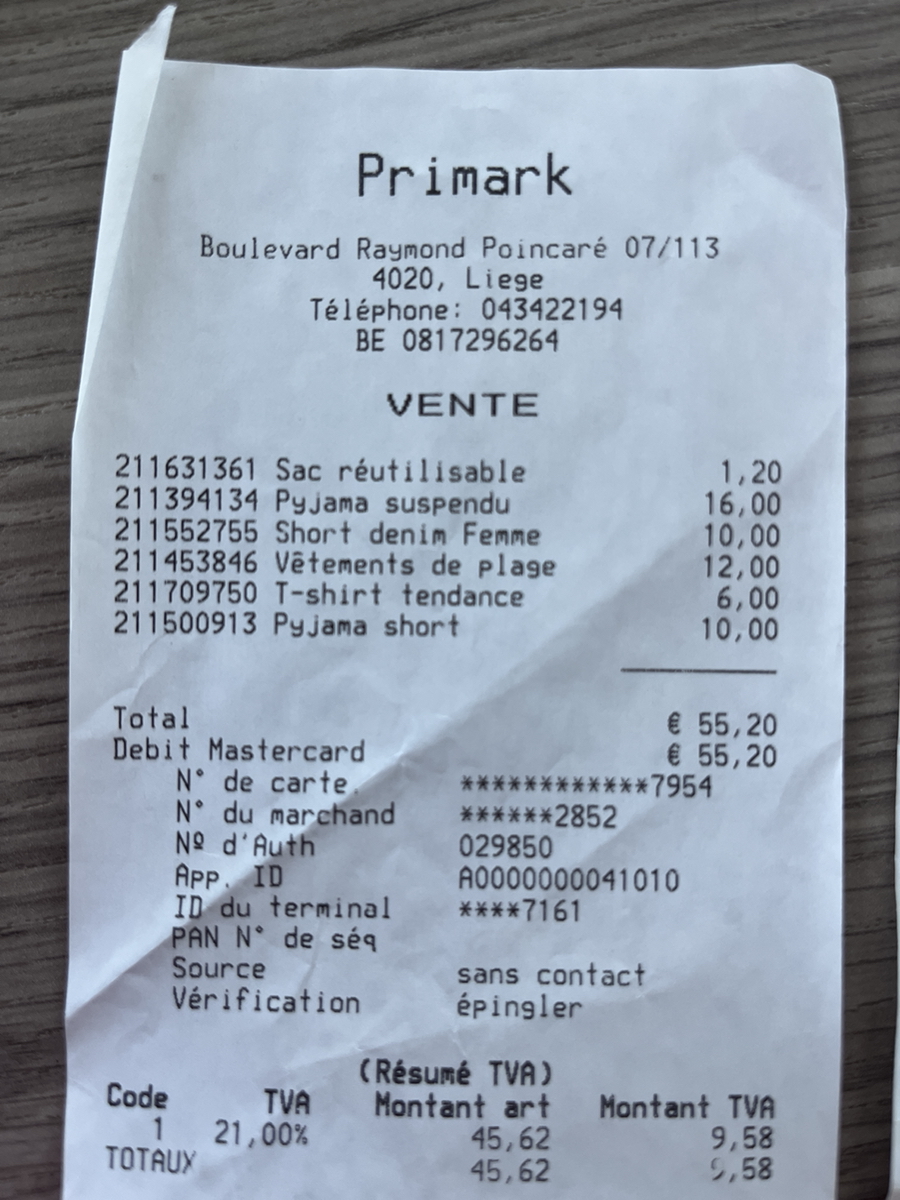 Primark
Boulevard Raymond Poincaré 07/113
4020, Liege
Téléphone: 043422194
BE 0817296264
VENTE
211631361 Sac réutilisable 1,20
211394134 Pyjama suspendu 16,00
211552755 Short denim Femme 10,00
211453846 Vêtements de plage 12,00
211709750 T-shirt tendance 6,00
211500913 Pyjama short 10,00
Total € 55,20
Debit Mastercard € 55,20
N° de carte. ************7954
N° du marchand ******2852
Nº d'Auth 029850
App. ID A0000000041010
ID du terminal ****7161
PAN N° de séq
Source sans contact
Vérification épingler
(Résumé TVA)
Code TVA Montant art Montant TVA
1 21,00% 45,62 9,58
TOTAUX 45,62 9,58